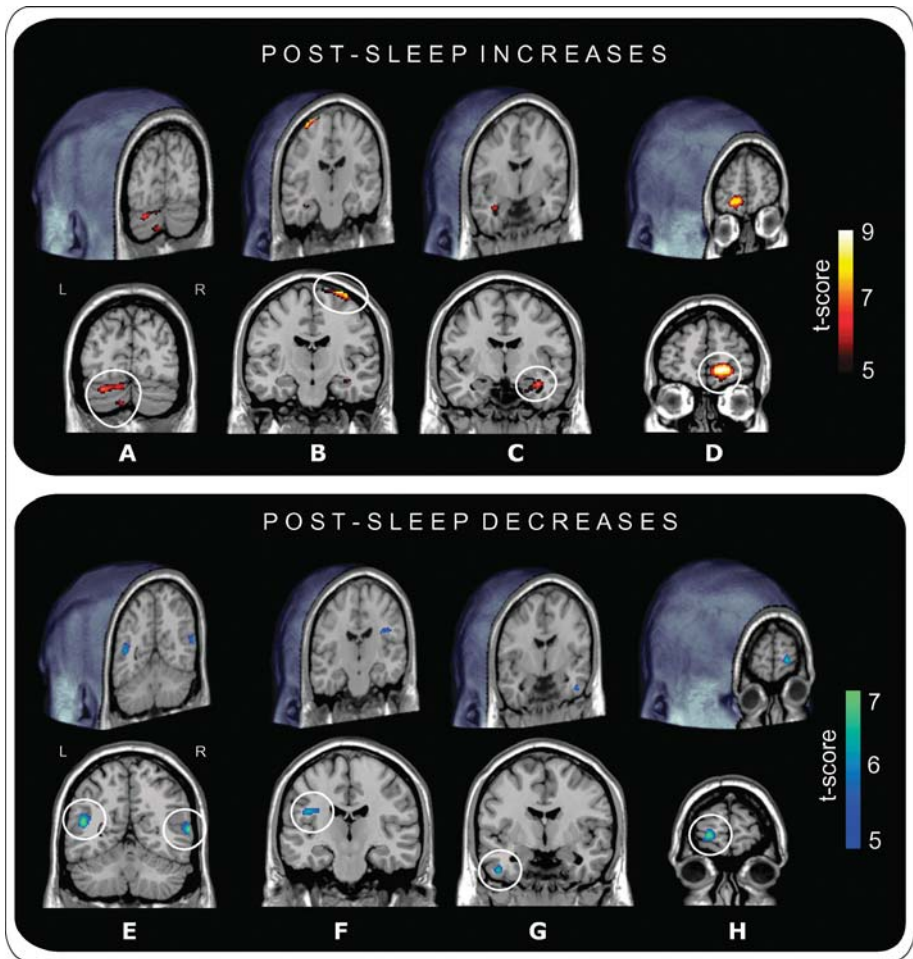 POST-SLEEP INCREASES
L R
A B C D
t-score
9
7
5
POST-SLEEP DECREASES
L R
E F G H
t-score
7
6
5